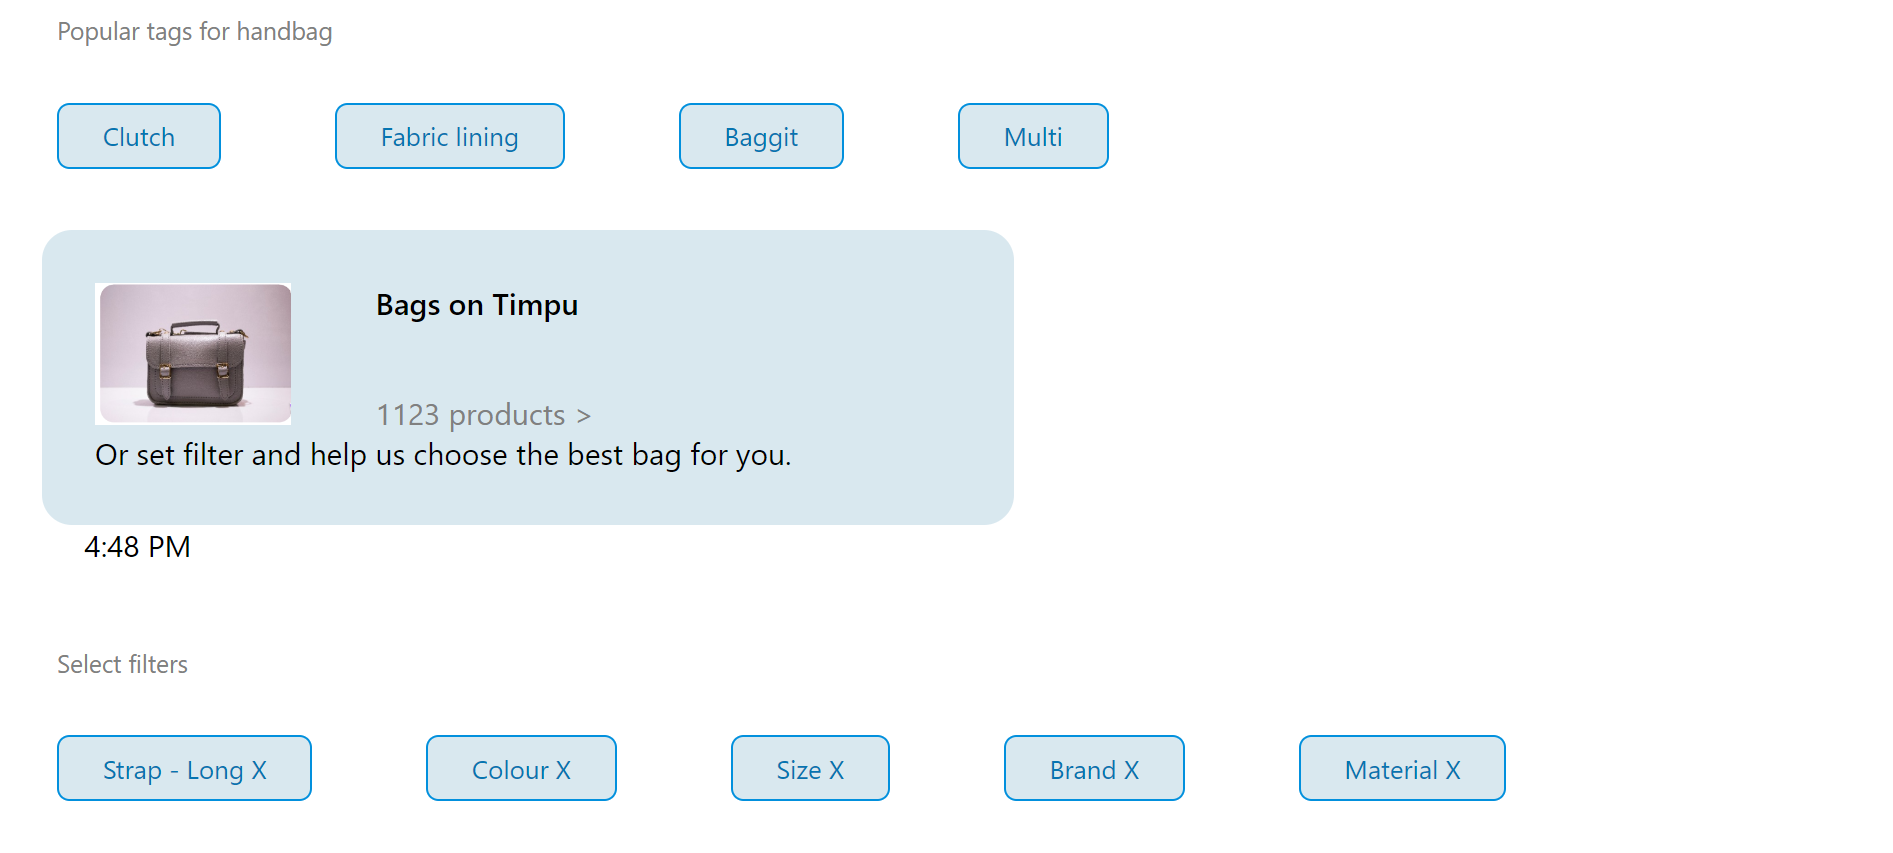 Popular tags for handbag
Clutch Fabric lining Baggit Multi
Bags on Timpu
1123 products >
Or set filter and help us choose the best bag for you.
4:48 PM
Select filters
Strap - Long X Colour X Size X Brand X Material X